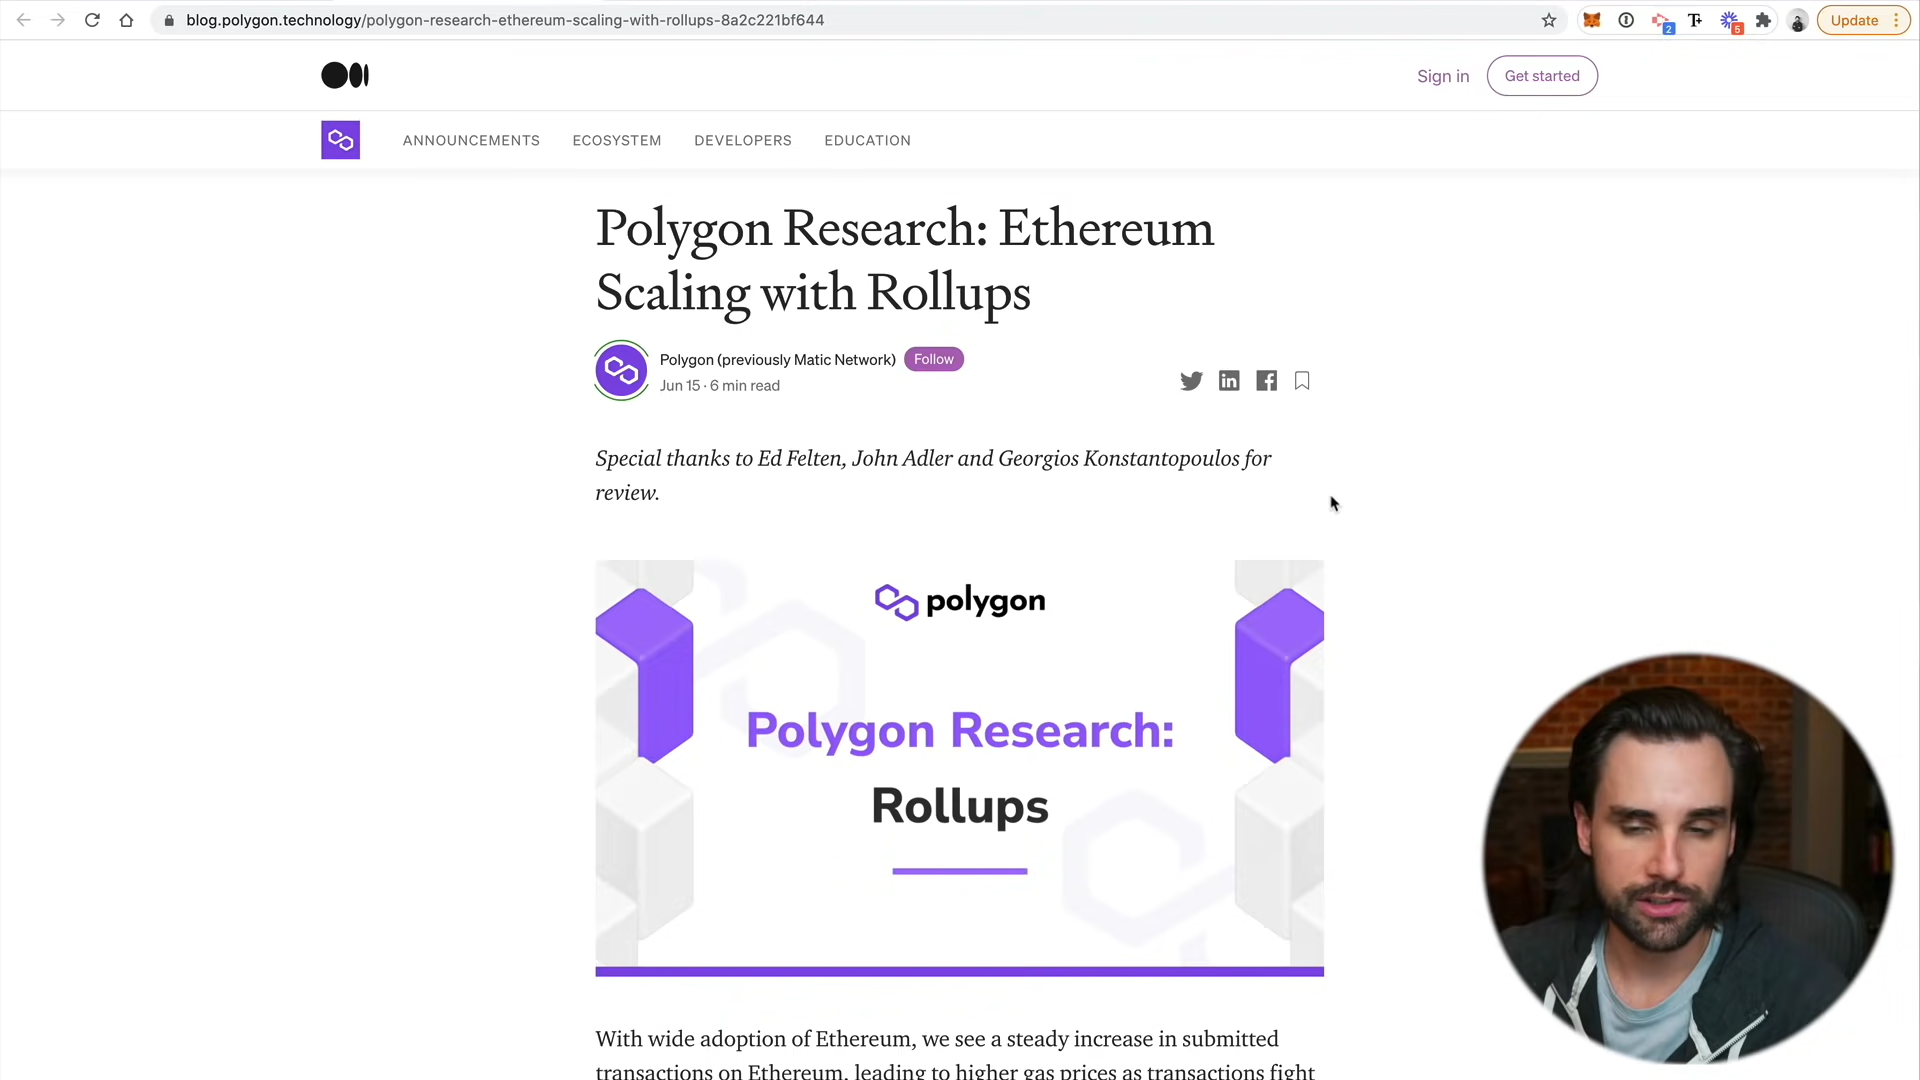 blog.polygon.technology/polygon-research-ethereum-scaling-with-rollups-8a2c221bf644
2
5
Update
Sign in
Get started
ANNOUNCEMENTS
ECOSYSTEM
DEVELOPERS
EDUCATION
Polygon Research: Ethereum
Scaling with Rollups
Polygon (previously Matic Network)
Follow
Jun 15 · 6 min read
Special thanks to Ed Felten, John Adler and Georgios Konstantopoulos for
review.
polygon
Polygon Research:
Rollups
With wide adoption of Ethereum, we see a steady increase in submitted
transactions on Ethereum, leading to higher gas prices as transactions fight